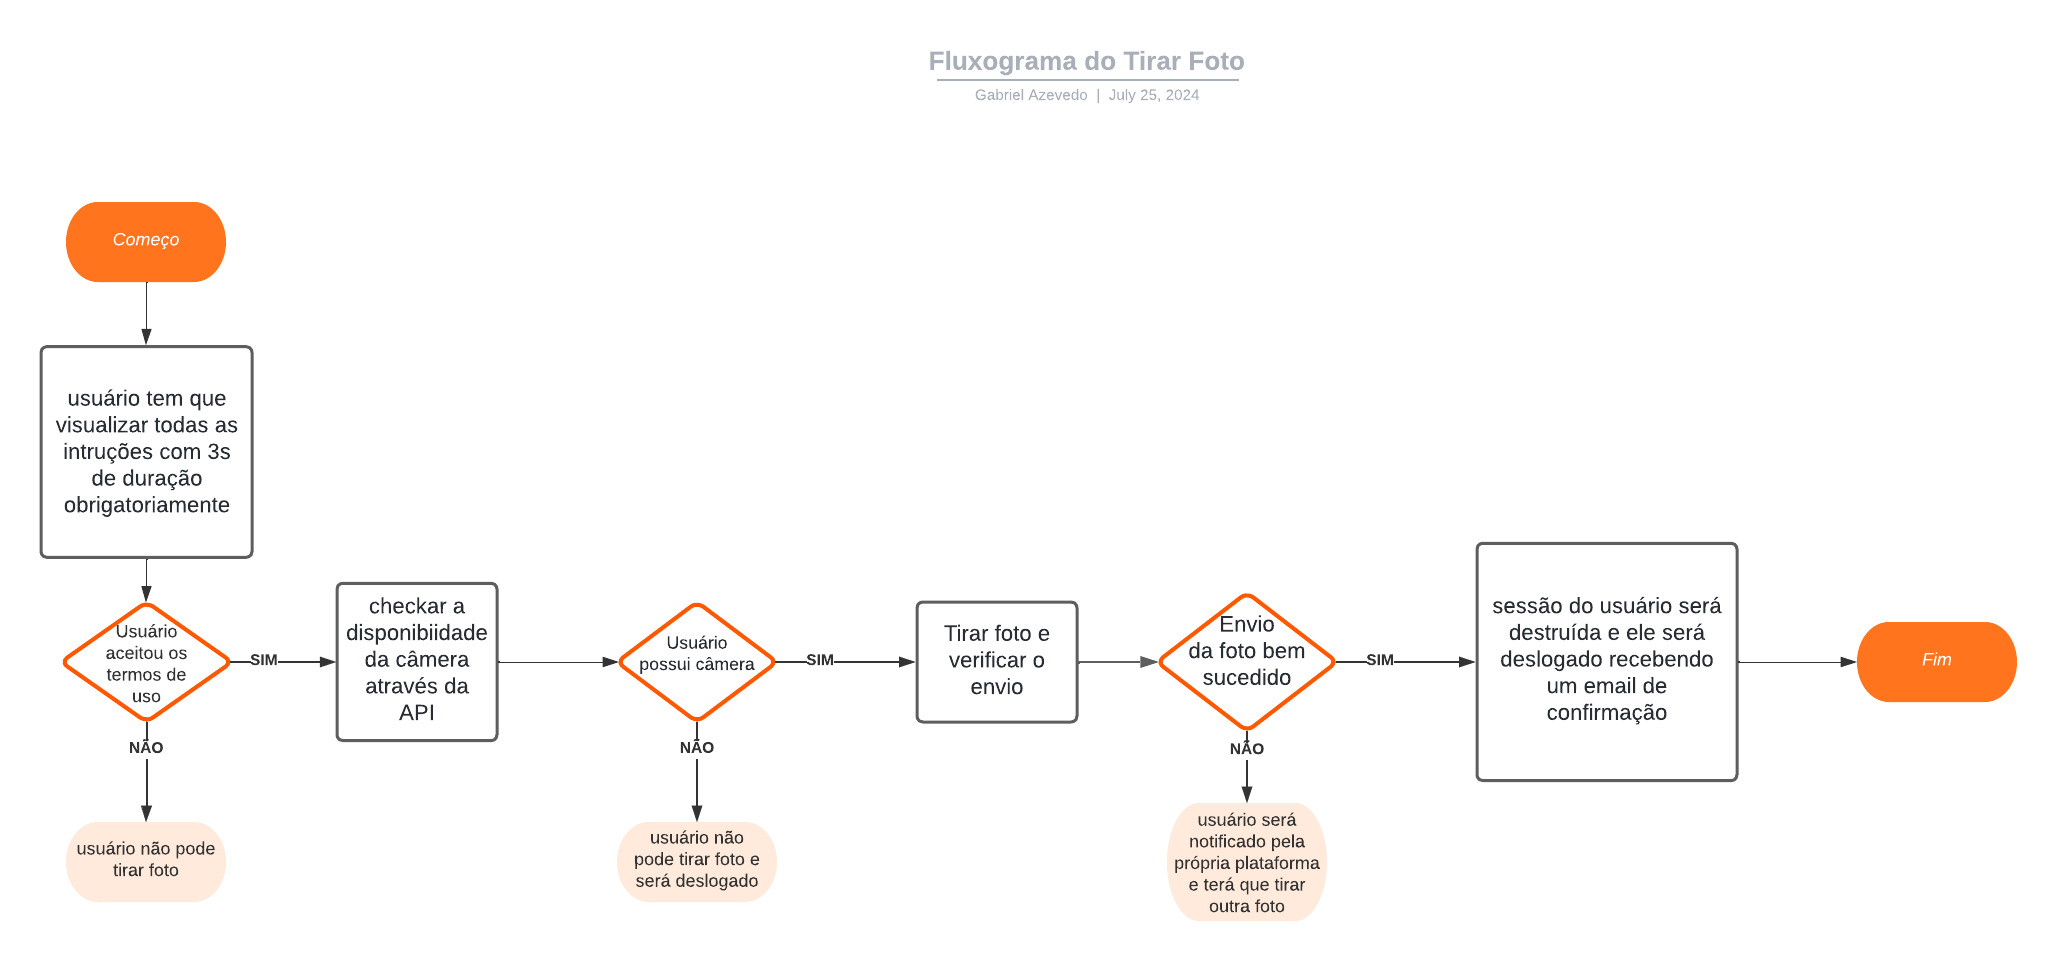 Fluxograma do Tirar Foto
Gabriel Azevedo | July 25, 2024
Começo
usuário tem que
visualizar todas as
intruções com 3s
de duração
obrigatoriamente
Usuário
aceitou os
termos de
uso
SIM
NÃO
usuário não pode
tirar foto
checkar a
disponibiidade
da câmera
através da
API
Usuário
possui câmera
SIM
NÃO
usuário não
pode tirar foto e
será deslogado
Tirar foto e
verificar o
envio
Envio
da foto bem
sucedido
SIM
NÃO
usuário será
notificado pela
própria plataforma
e terá que tirar
outra foto
sessão do usuário será
destruída e ele será
deslogado recebendo
um email de
confirmação
Fim